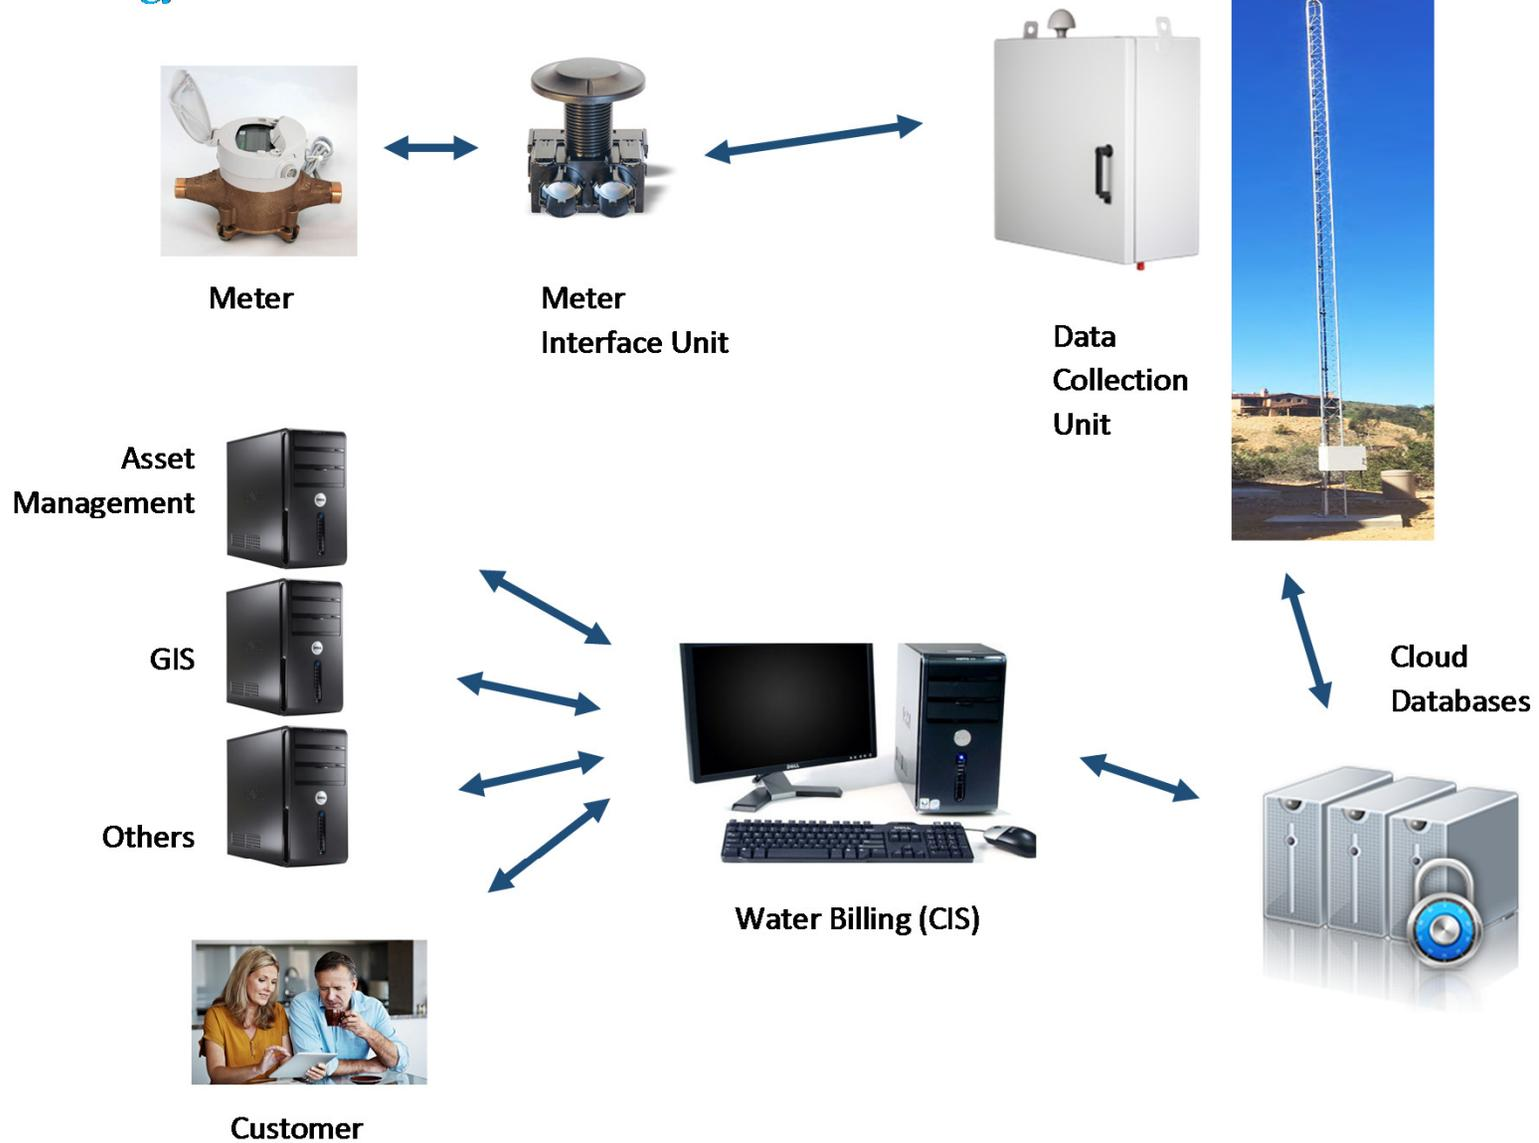 Meter
Meter
Interface Unit
Data
Collection
Unit
Asset
Management
GIS
Others
Cloud
Databases
Water Billing (CIS)
Customer